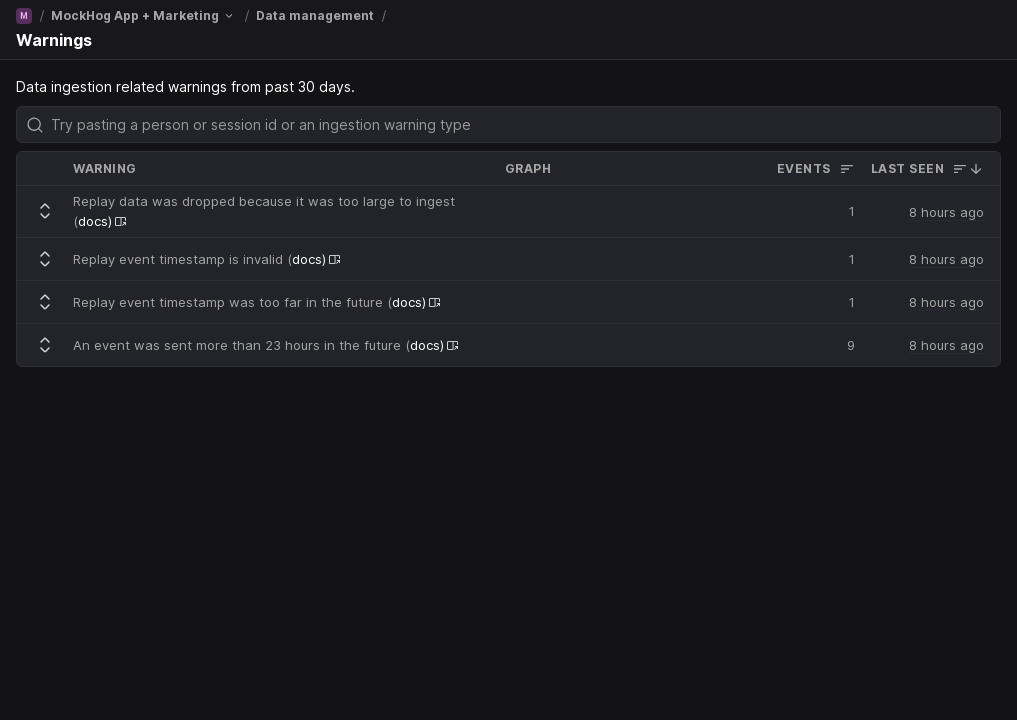 M / MockHog App + Marketing / Data management /
Warnings
Data ingestion related warnings from past 30 days.
Try pasting a person or session id or an ingestion warning type
WARNING GRAPH EVENTS LAST SEEN
Replay data was dropped because it was too large to ingest
(docs) 1 8 hours ago
Replay event timestamp is invalid (docs) 1 8 hours ago
Replay event timestamp was too far in the future (docs) 1 8 hours ago
An event was sent more than 23 hours in the future (docs) 9 8 hours ago